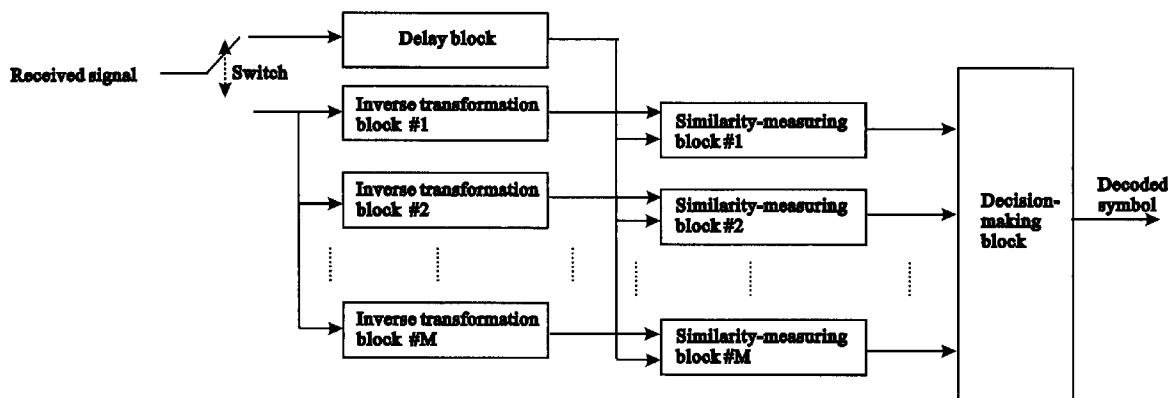 Delay block
Received signal
Switch
Inverse transformation
block #1
Similarity-measuring
block #1
Inverse transformation
block #2
Similarity-measuring
block #2
Decision-
making
block
Decoded
symbol
Inverse transformation
block #M
Similarity-measuring
block #M